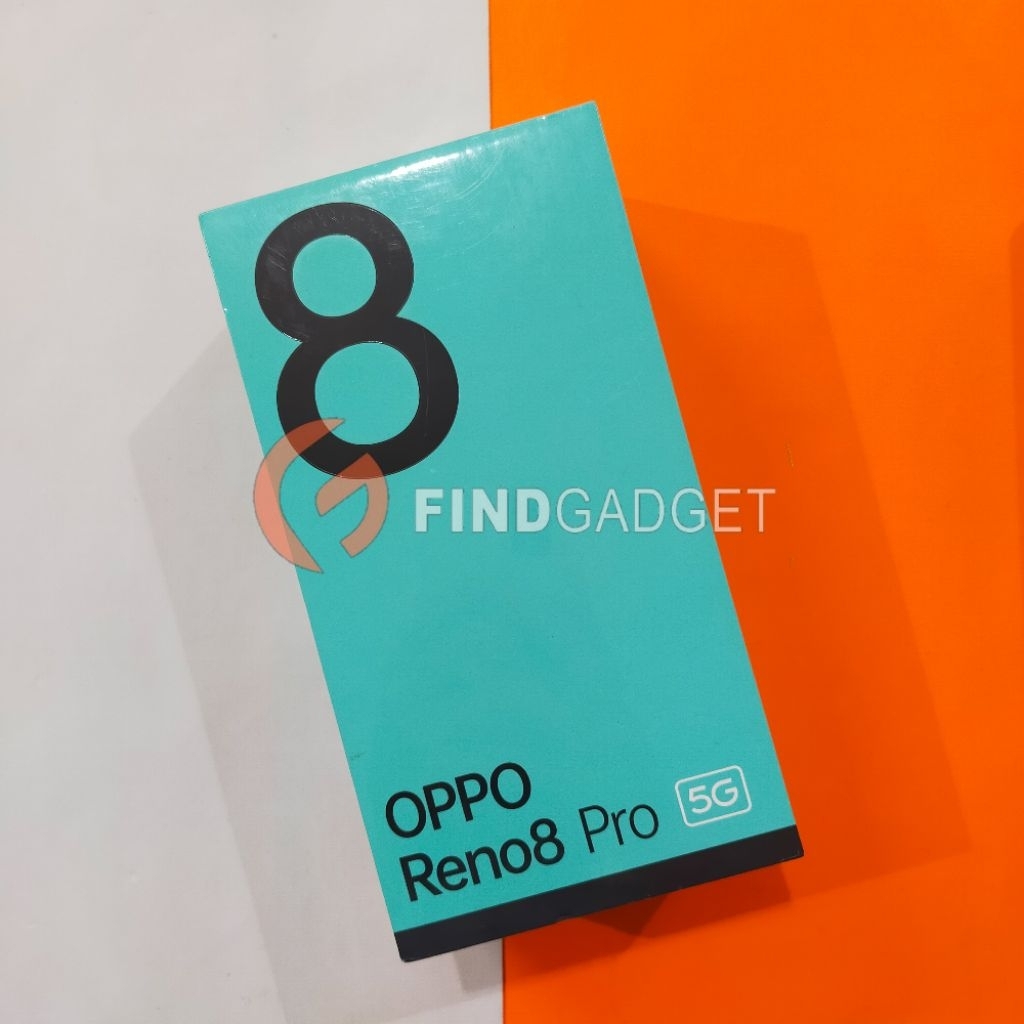 8
FINDGADGET
OPPO
Reno8 Pro 5G